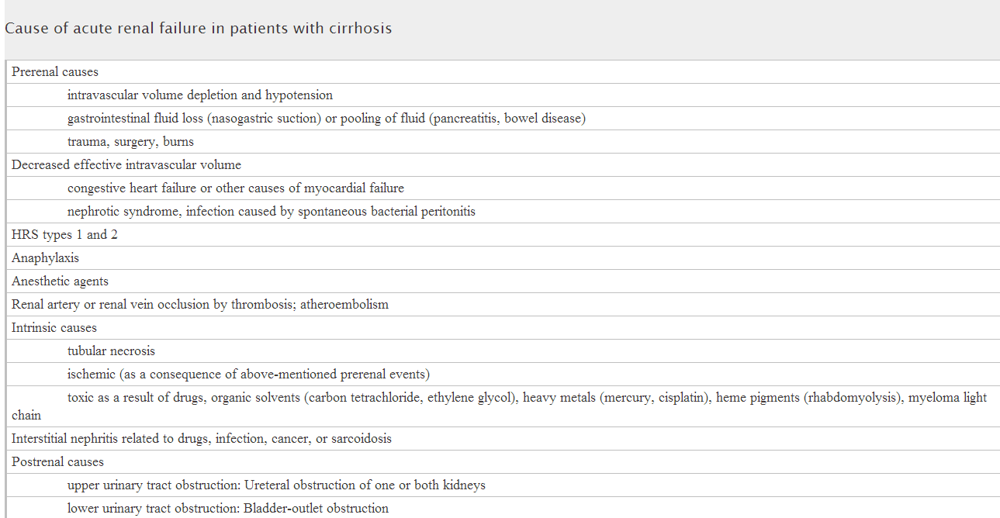 Cause of acute renal failure in patients with cirrhosis
Prerenal causes
intravascular volume depletion and hypotension
gastrointestinal fluid loss (nasogastric suction) or pooling of fluid (pancreatitis, bowel disease)
trauma, surgery, burns
Decreased effective intravascular volume
congestive heart failure or other causes of myocardial failure
nephrotic syndrome, infection caused by spontaneous bacterial peritonitis
HRS types 1 and 2
Anaphylaxis
Anesthetic agents
Renal artery or renal vein occlusion by thrombosis; atheroembolism
Intrinsic causes
tubular necrosis
ischemic (as a consequence of above-mentioned prerenal events)
toxic as a result of drugs, organic solvents (carbon tetrachloride, ethylene glycol), heavy metals (mercury, cisplatin), heme pigments (rhabdomyolysis), myeloma light
chain
Interstitial nephritis related to drugs, infection, cancer, or sarcoidosis
Postrenal causes
upper urinary tract obstruction: Ureteral obstruction of one or both kidneys
lower urinary tract obstruction: Bladder-outlet obstruction